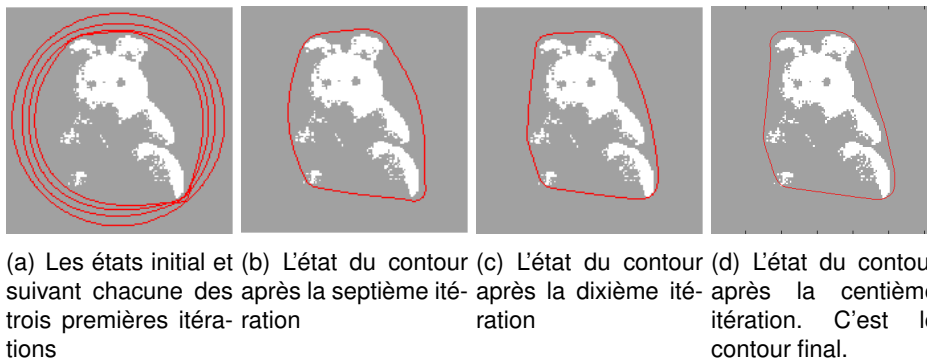 (a) Les états initial et
suivant chacune des
trois premières itéra-
tions
(b) L'état du contour
après la septième ité-
ration
(c) L'état du contour
après la dixième ité-
ration
(d) L'état du contour
après la centième
itération. C'est le
contour final.